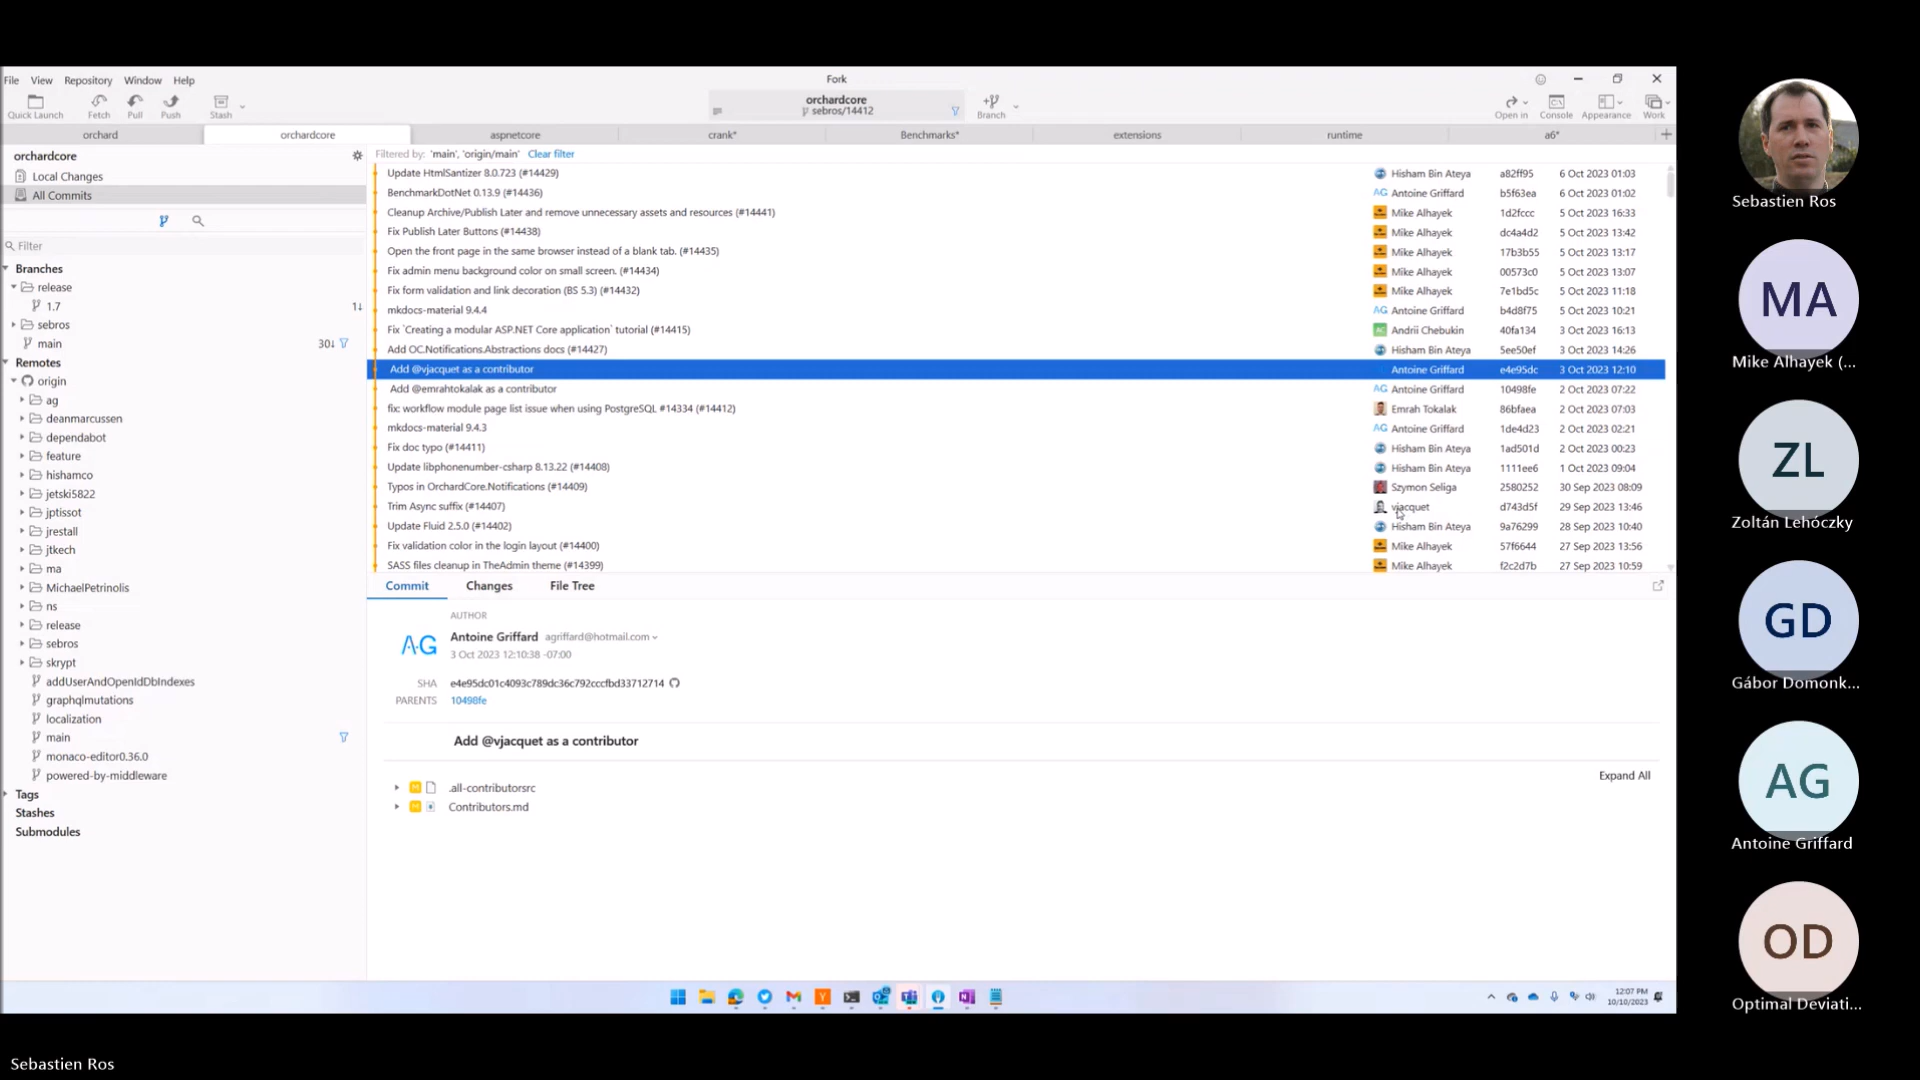 File View Repository Window Help
Fork
Quick Launch Fetch Pull Push Stash
orchardcore
sebros/14412
Branch
Open in Console Appearance Work
orchard orchardcore aspnetcore crank* Benchmarks* extensions runtime a6*
orchardcore
Local Changes
All Commits
Filter
Branches
release
1.7 1↓
sebros
main 30↓
Remotes
origin
ag
deanmarcussen
dependabot
feature
hishamco
jetski5822
jptissot
jrestall
jtkech
ma
MichaelPetrinolis
ns
release
sebros
skrypt
addUserAndOpenIdDbIndexes
graphqlmutations
localization
main
monaco-editor0.36.0
powered-by-middleware
Tags
Stashes
Submodules
Filtered by: 'main', 'origin/main' Clear filter
Update HtmlSantizer 8.0.723 (#14429) Hisham Bin Ateya a82ff95 6 Oct 2023 01:03
BenchmarkDotNet 0.13.9 (#14436) AG Antoine Griffard b5f63ea 6 Oct 2023 01:02
Cleanup Archive/Publish Later and remove unnecessary assets and resources (#14441) Mike Alhayek 1d2fccc 5 Oct 2023 16:33
Fix Publish Later Buttons (#14438) Mike Alhayek dc4a4d2 5 Oct 2023 13:42
Open the front page in the same browser instead of a blank tab. (#14435) Mike Alhayek 17b3b55 5 Oct 2023 13:17
Fix admin menu background color on small screen. (#14434) Mike Alhayek 00573c0 5 Oct 2023 13:07
Fix form validation and link decoration (BS 5.3) (#14432) Mike Alhayek 7e1bd5c 5 Oct 2023 11:18
mkdocs-material 9.4.4 AG Antoine Griffard b4d8f75 5 Oct 2023 10:21
Fix `Creating a modular ASP.NET Core application` tutorial (#14415) AC Andrii Chebukin 40fa134 3 Oct 2023 16:13
Add OC.Notifications.Abstractions docs (#14427) Hisham Bin Ateya 5ee50ef 3 Oct 2023 14:26
Add @vjacquet as a contributor Antoine Griffard e4e95dc 3 Oct 2023 12:10
Add @emrahtokalak as a contributor AG Antoine Griffard 10498fe 2 Oct 2023 07:22
fix: workflow module page list issue when using PostgreSQL #14334 (#14412) Emrah Tokalak 86bfaea 2 Oct 2023 07:03
mkdocs-material 9.4.3 AG Antoine Griffard 1de4d23 2 Oct 2023 02:21
Fix doc typo (#14411) Hisham Bin Ateya 1ad501d 2 Oct 2023 00:23
Update libphonenumber-csharp 8.13.22 (#14408) Hisham Bin Ateya 1111ee6 1 Oct 2023 09:04
Typos in OrchardCore.Notifications (#14409) Szymon Seliga 2580252 30 Sep 2023 08:09
Trim Async suffix (#14407) vjacquet d743d5f 29 Sep 2023 13:46
Update Fluid 2.5.0 (#14402) Hisham Bin Ateya 9a76299 28 Sep 2023 10:40
Fix validation color in the login layout (#14400) Mike Alhayek 57f6644 27 Sep 2023 13:56
SASS files cleanup in TheAdmin theme (#14399) Mike Alhayek f2c2d7b 27 Sep 2023 10:59
Commit Changes File Tree
AUTHOR
AG Antoine Griffard agriffard@hotmail.com
3 Oct 2023 12:10:38 -07:00
SHA e4e95dc01c4093c789dc36c792cccfbd33712714
PARENTS 10498fe
Add @vjacquet as a contributor
Expand All
.all-contributorsrc
Contributors.md
12:07 PM
10/10/2023
Sebastien Ros
MA
Mike Alhayek (...
ZL
Zoltán Lehóczky
GD
Gábor Domonk...
AG
Antoine Griffard
OD
Optimal Deviati...
Sebastien Ros